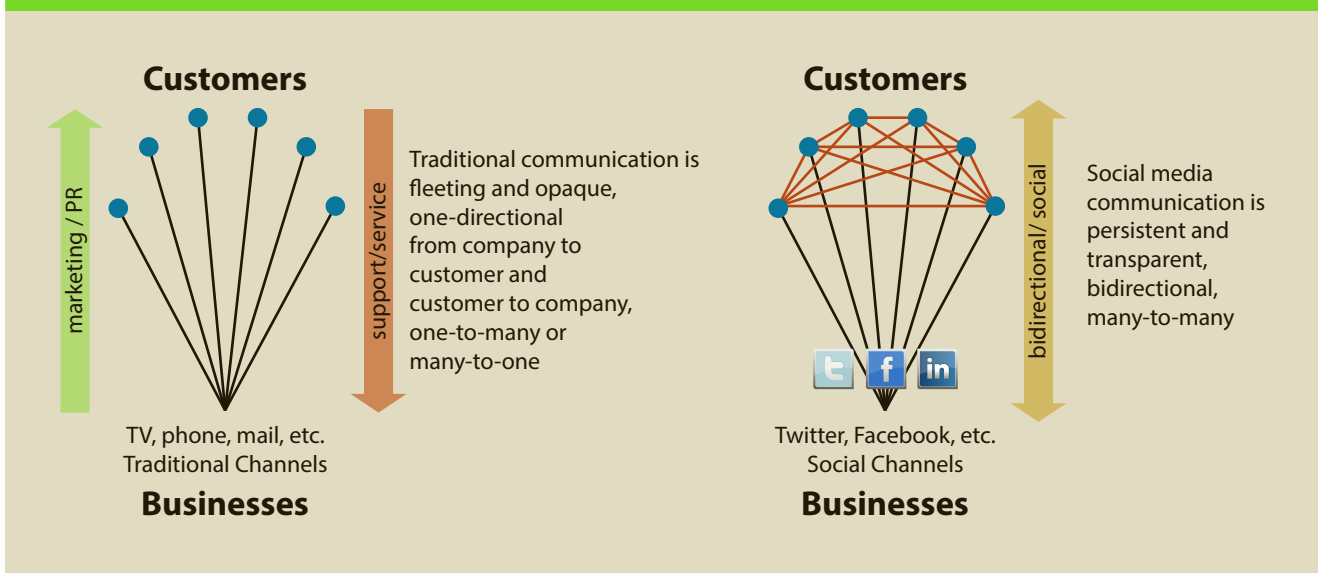 Customers
marketing / PR
support/service
Traditional communication is
fleeting and opaque,
one-directional
from company to
customer and
customer to company,
one-to-many or
many-to-one
TV, phone, mail, etc.
Traditional Channels
Businesses
Customers
bidirectional/ social
Social media
communication is
persistent and
transparent,
bidirectional,
many-to-many
t
f
in
Twitter, Facebook, etc.
Social Channels
Businesses